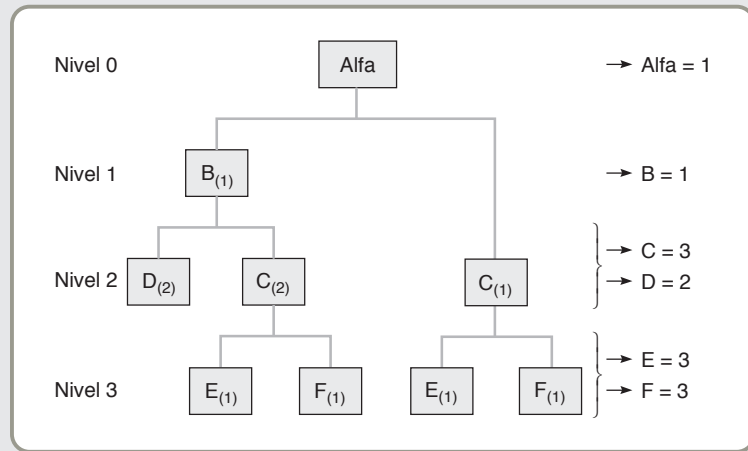 Nivel 0 Alfa → Alfa = 1
Nivel 1 B(1) → B = 1
→ C = 3
Nivel 2 D(2) C(2) C(1)
→ D = 2
→ E = 3
Nivel 3 E(1) F(1) E(1) F(1)
→ F = 3